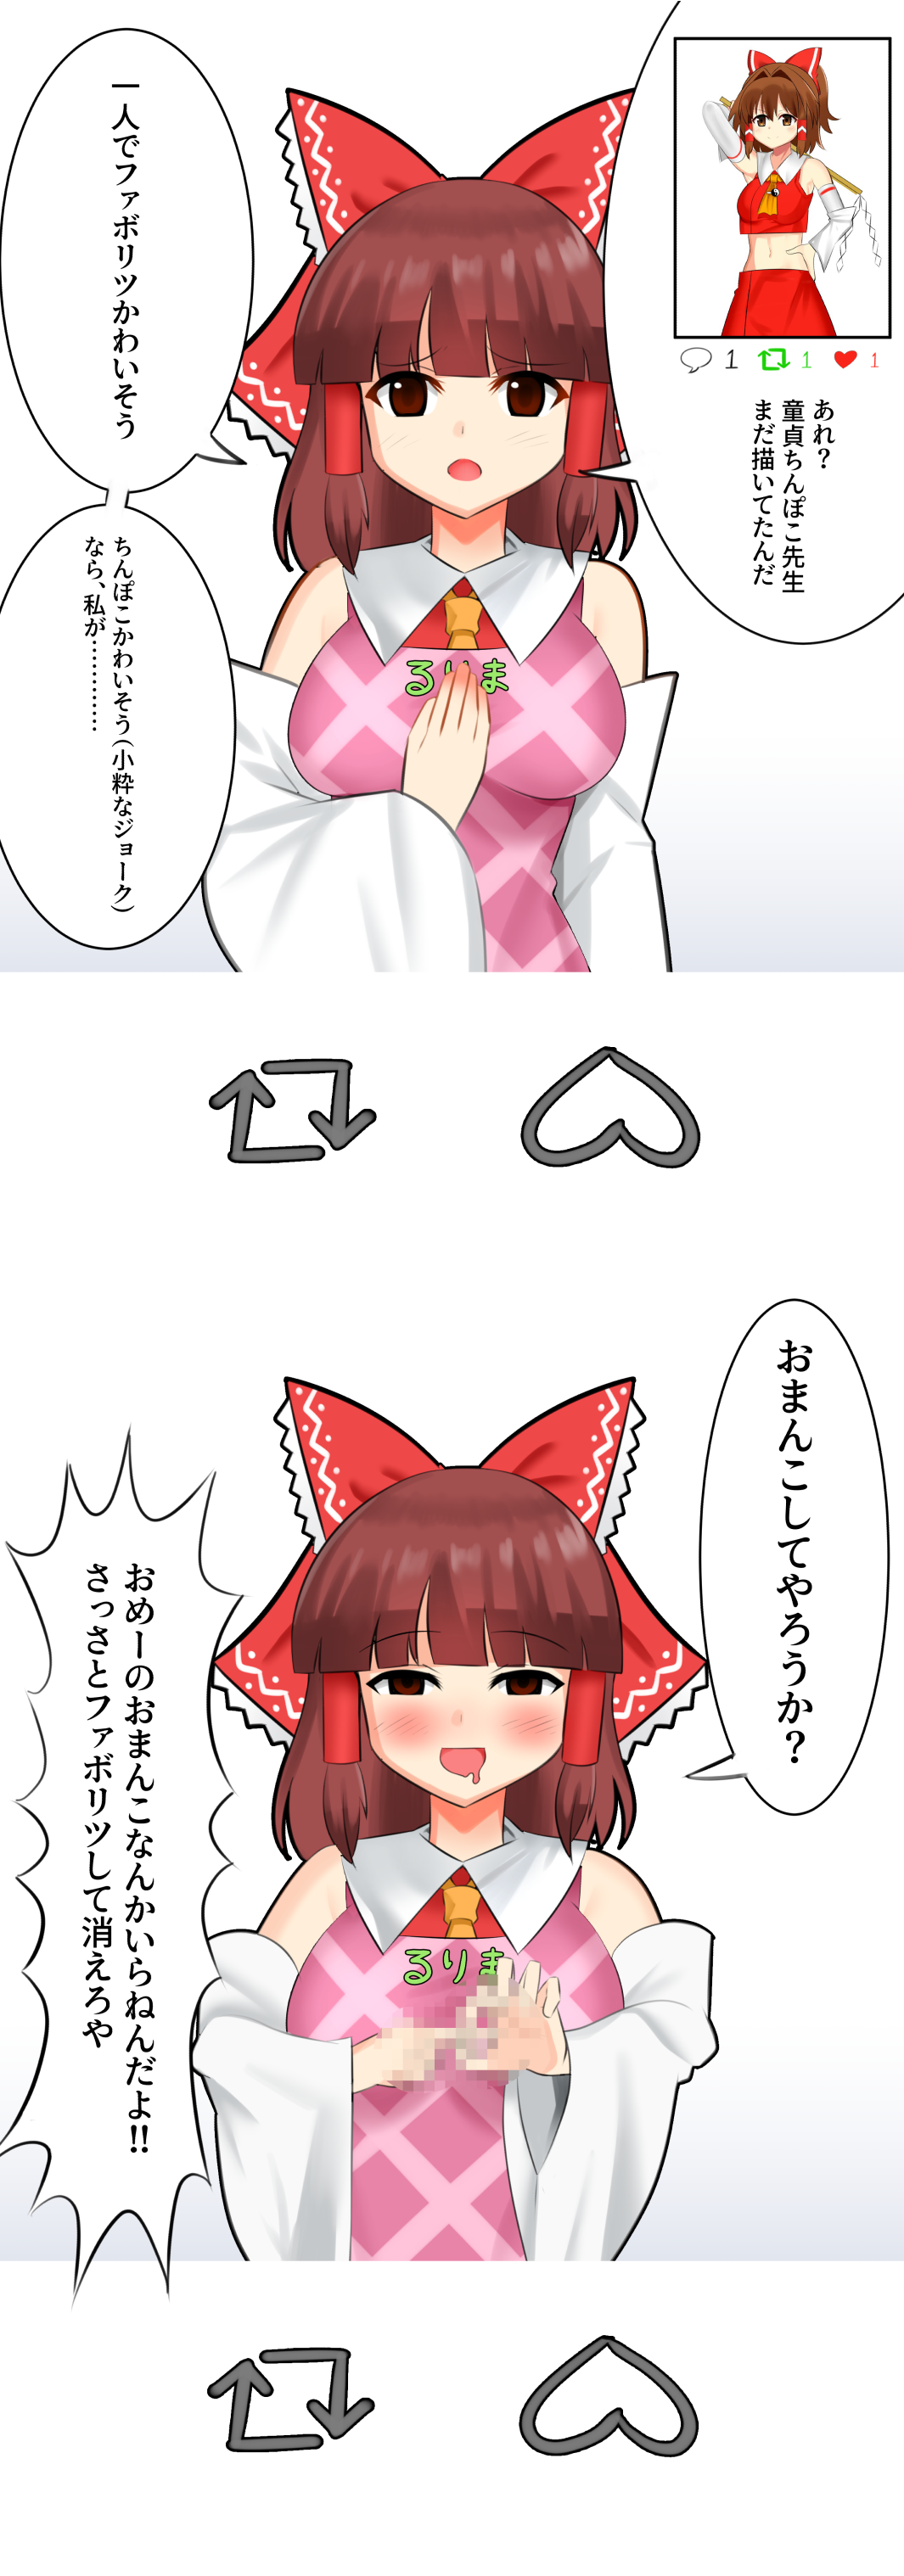 1 1 1
あれ?
童貞ちんぽこ先生
まだ描いてたんだ
一人でファボリツかわいそう
ちんぽこかわいそう(小粋なジョーク)
なら、私が…………
るりま
おまんこしてやろうか?
おめーのおまんこなんかいらねんだよ!!
さっさとファボリツして消えろや
るりま